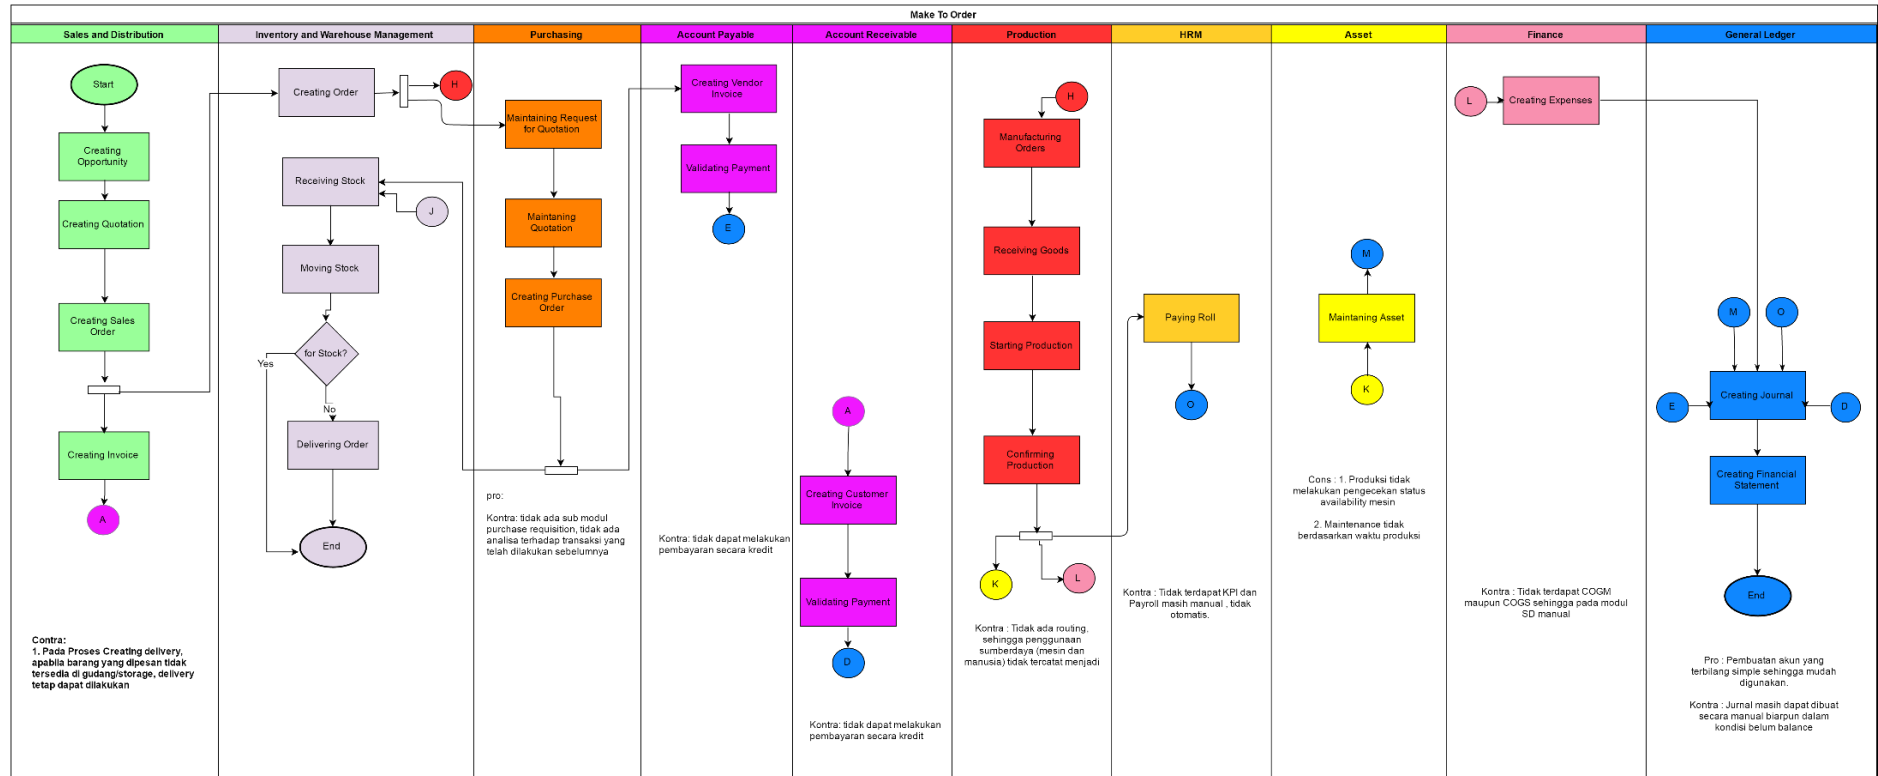 Make To Order
Sales and Distribution
Inventory and Warehouse Management
Purchasing
Account Payable
Account Receivable
Production
HRM
Asset
Finance
General Ledger
Start
Creating
Opportunity
Creating Quotation
Creating Sales
Order
Creating Invoice
A
Contra:
1. Pada Proses Creating delivery,
apabila barang yang dipesan tidak
tersedia di gudang/storage, delivery
tetap dapat dilakukan
Creating Order
H
Receiving Stock
J
Moving Stock
for Stock?
Yes
No
Delivering Order
End
Maintaining Request
for Quotation
Maintaning
Quotation
Creating Purchase
Order
pro:
Kontra: tidak ada sub modul
purchase requisition, tidak ada
analisa terhadap transaksi yang
telah dilakukan sebelumnya
Creating Vendor
Invoice
Validating Payment
E
Kontra: tidak dapat melakukan
pembayaran secara kredit
A
Creating Customer
Invoice
Validating Payment
D
Kontra: tidak dapat melakukan
pembayaran secara kredit
H
Manufacturing
Orders
Receiving Goods
Starting Production
Confirming
Production
K
L
Kontra : Tidak ada routing,
sehingga penggunaan
sumberdaya (mesin dan
manusia) tidak tercatat menjadi
Paying Roll
O
Kontra : Tidak terdapat KPI dan
Payroll masih manual , tidak
otomatis.
M
Maintaning Asset
K
Cons : 1. Produksi tidak
melakukan pengecekan status
availability mesin
2. Maintenance tidak
berdasarkan waktu produksi
L
Creating Expenses
Kontra : Tidak terdapat COGM
maupun COGS sehingga pada modul
SD manual
M
O
E
Creating Journal
D
Creating Financial
Statement
End
Pro : Pembuatan akun yang
terbilang simple sehingga mudah
digunakan.
Kontra : Jurnal masih dapat dibuat
secara manual biarpun dalam
kondisi belum balance